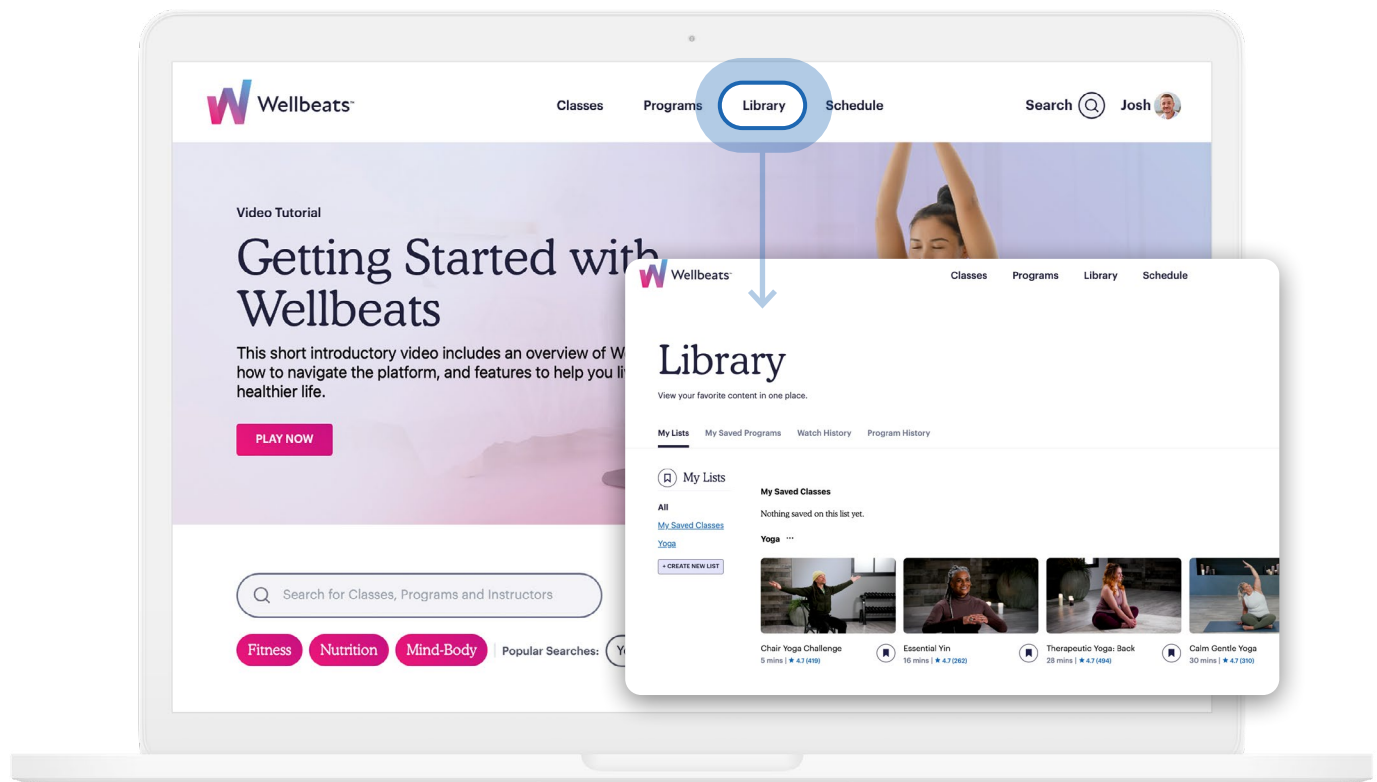 Wellbeats™
Classes Programs Library Schedule
Search Josh
Video Tutorial
Getting Started with
Wellbeats
This short introductory video includes an overview of
how to navigate the platform, and features to help you
healthier life.
PLAY NOW
Search for Classes, Programs and Instructors
Fitness Nutrition Mind-Body Popular Searches:
Wellbeats
Classes Programs Library Schedule
Library
View your favorite content in one place.
My Lists My Saved Programs Watch History Program History
My Lists
All
My Saved Classes
Yoga
+ CREATE NEW LIST
My Saved Classes
Nothing saved on this list yet.
Yoga ...
Chair Yoga Challenge
5 mins | ★ 4.7 (419)
Essential Yin
16 mins | ★ 4.7 (262)
Therapeutic Yoga: Back
28 mins | ★ 4.7 (494)
Calm Gentle Yoga
30 mins | ★ 4.7 (310)